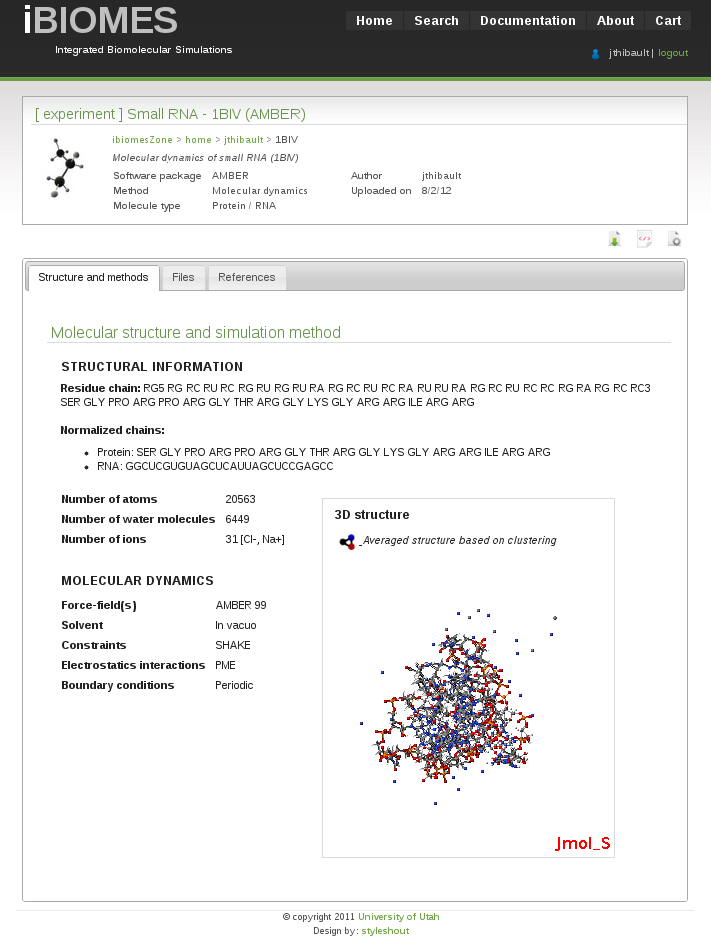 iBIOMES
Integrated Biomolecular Simulations
Home Search Documentation About Cart
jthibault | logout
[ experiment ] Small RNA - 1BIV (AMBER)
ibiomesZone > home > jthibault > 1BIV
Molecular dynamics of small RNA (1BIV)
Software package AMBER Author jthibault
Method Molecular dynamics Uploaded on 8/2/12
Molecule type Protein / RNA
Structure and methods Files References
Molecular structure and simulation method
STRUCTURAL INFORMATION
Residue chain: RG5 RG RC RU RC RG RU RG RU RA RG RC RU RC RA RU RU RA RG RC RU RC RC RG RA RG RC RC3
SER GLY PRO ARG PRO ARG GLY THR ARG GLY LYS GLY ARG ARG ILE ARG ARG
Normalized chains:
• Protein: SER GLY PRO ARG PRO ARG GLY THR ARG GLY LYS GLY ARG ARG ILE ARG ARG
• RNA: GGCUCGUGUAGCUCAUUAGCUCCGAGCC
Number of atoms 20563
Number of water molecules 6449
Number of ions 31 [Cl-, Na+]
MOLECULAR DYNAMICS
Force-field(s) AMBER 99
Solvent In vacuo
Constraints SHAKE
Electrostatics interactions PME
Boundary conditions Periodic
3D structure
Averaged structure based on clustering
Jmol_S
© copyright 2011 University of Utah
Design by: styleshout